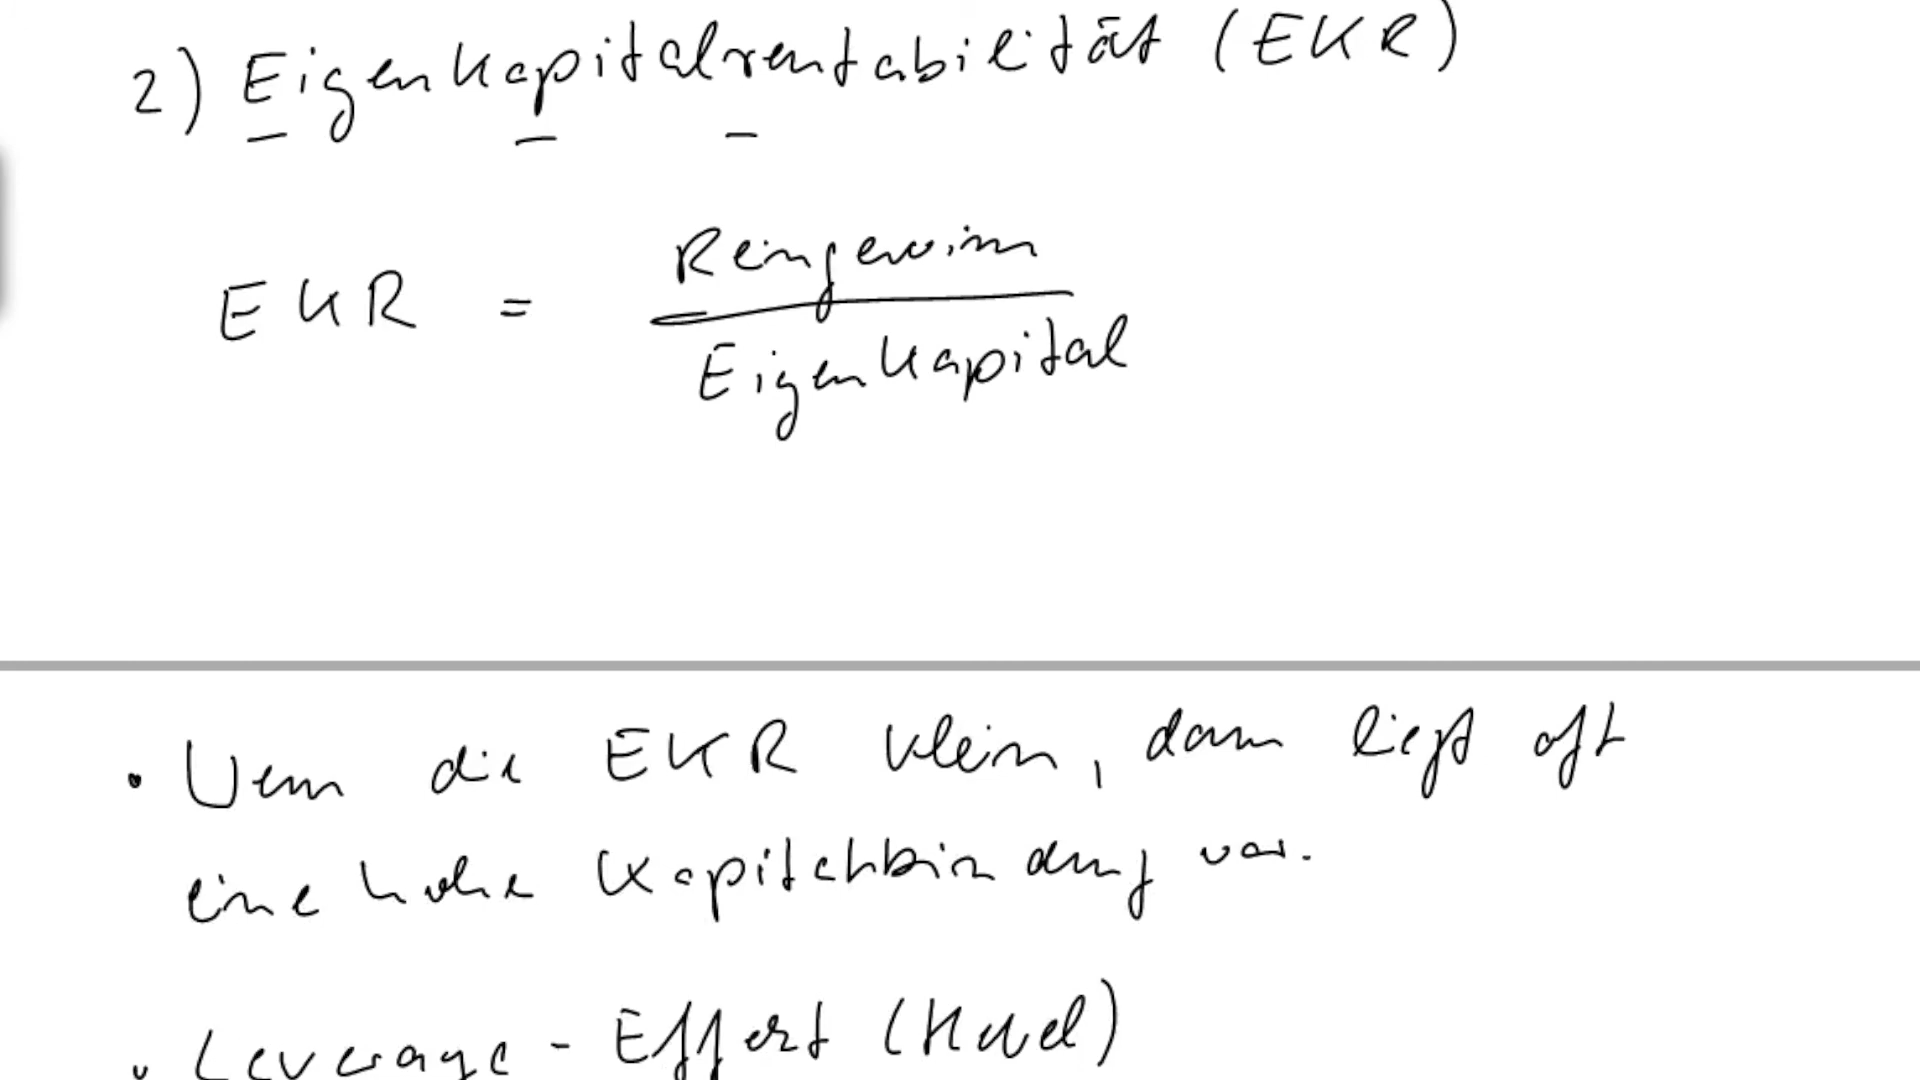 2) Eigenkapitalrentabilität (EKR)
EKR = Reingewinn
Eigenkapital
• Wenn die EKR klein, dann liegt oft
eine hohe Kapitalbindung vor.
• Leverage - Effekt (Hebel)